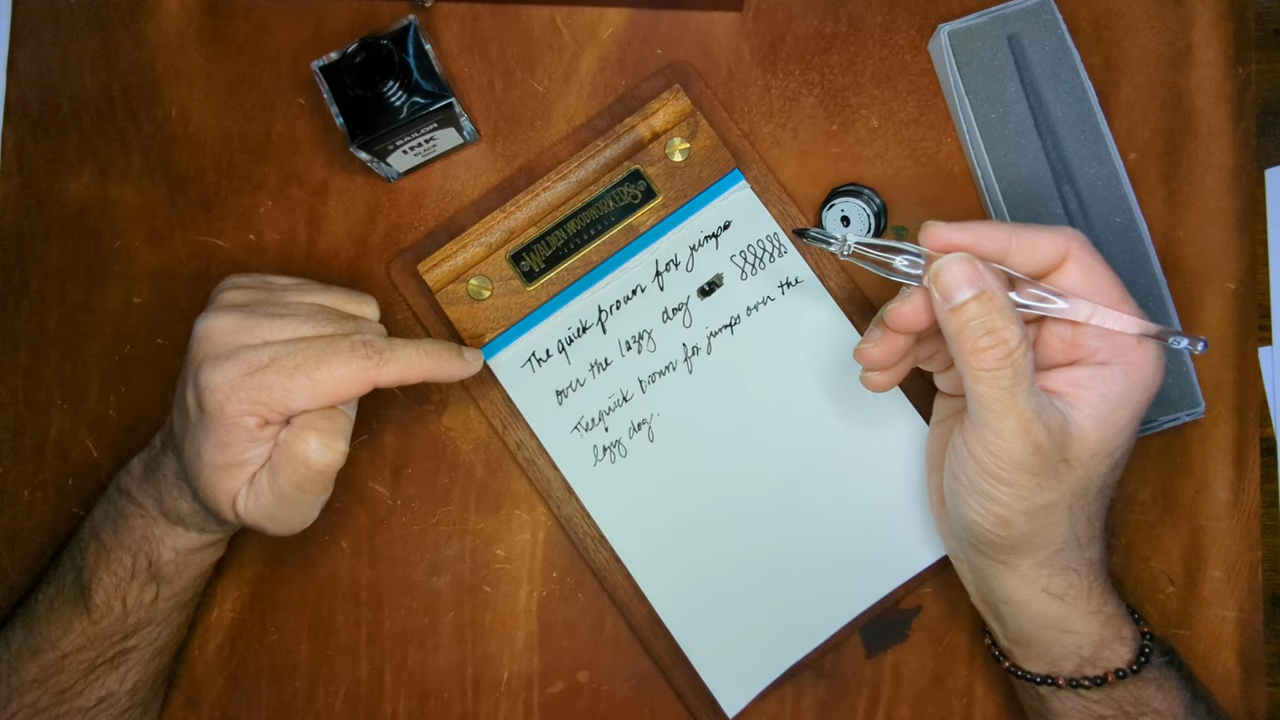 SAILOR
INK
BLACK
WALDEN WOODWORKERS
The quick brown fox jumps
over the lazy dog
The quick brown fox jumps over the
lazy dog.